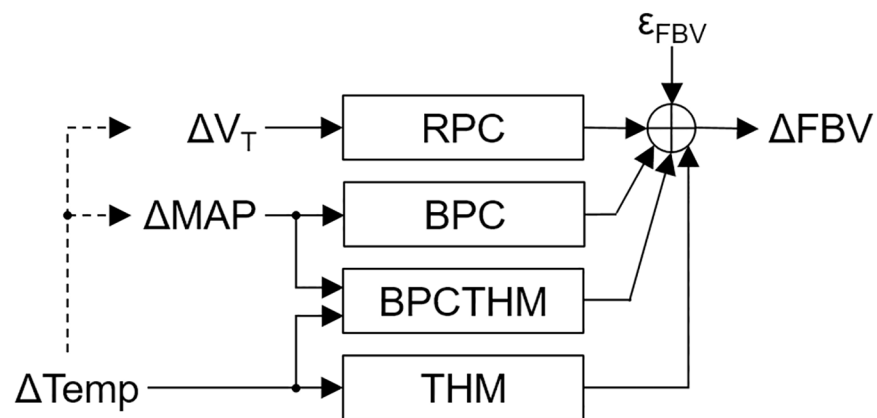 εFBV
ΔVT RPC ΔFBV
ΔMAP BPC
BPCTHM
ΔTemp THM